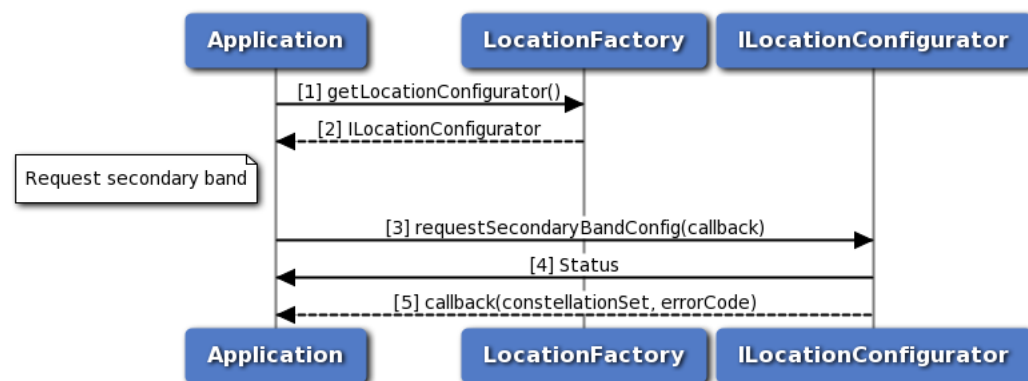 Application LocationFactory ILocationConfigurator
[1] getLocationConfigurator()
[2] ILocationConfigurator
Request secondary band
[3] requestSecondaryBandConfig(callback)
[4] Status
[5] callback(constellationSet, errorCode)
Application LocationFactory ILocationConfigurator